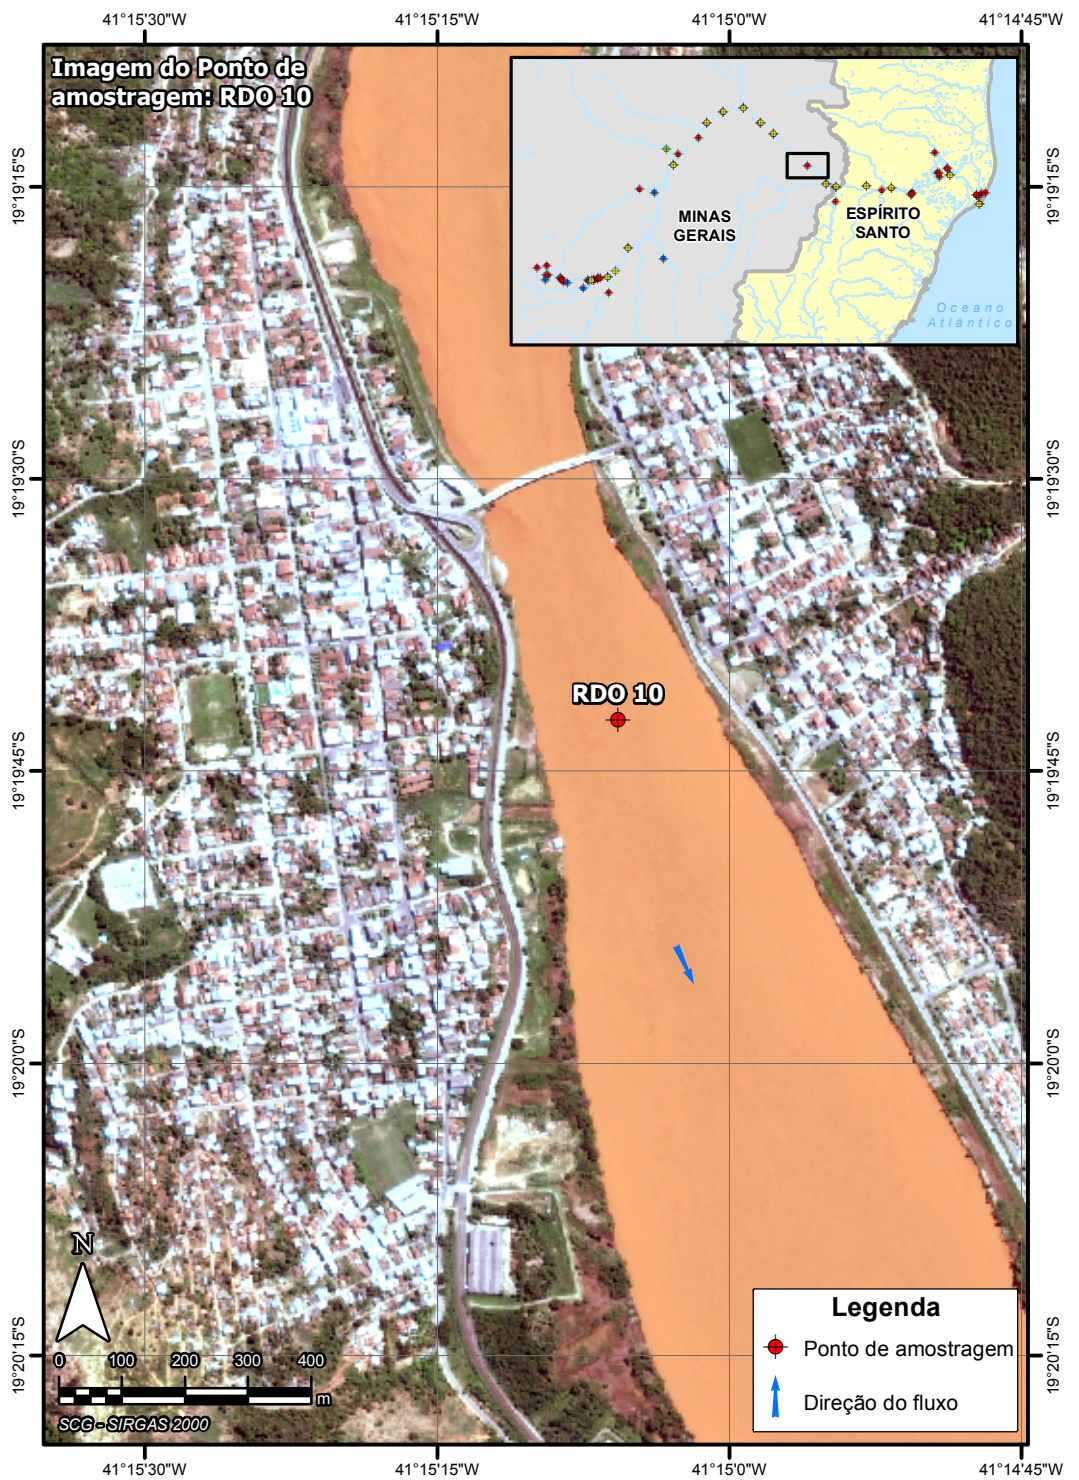 41°15'30"W 41°15'15"W 41°15'0"W 41°14'45"W
Imagem do Ponto de
amostragem: RDO 10
MINAS
GERAIS
ESPÍRITO
SANTO
Oceano
Atlântico
19°19'15"S 19°19'15"S
19°19'30"S 19°19'30"S
RDO 10
19°19'45"S 19°19'45"S
19°20'0"S 19°20'0"S
N
Legenda
Ponto de amostragem
Direção do fluxo
19°20'15"S 19°20'15"S
0 100 200 300 400
m
SCG - SIRGAS 2000
41°15'30"W 41°15'15"W 41°15'0"W 41°14'45"W